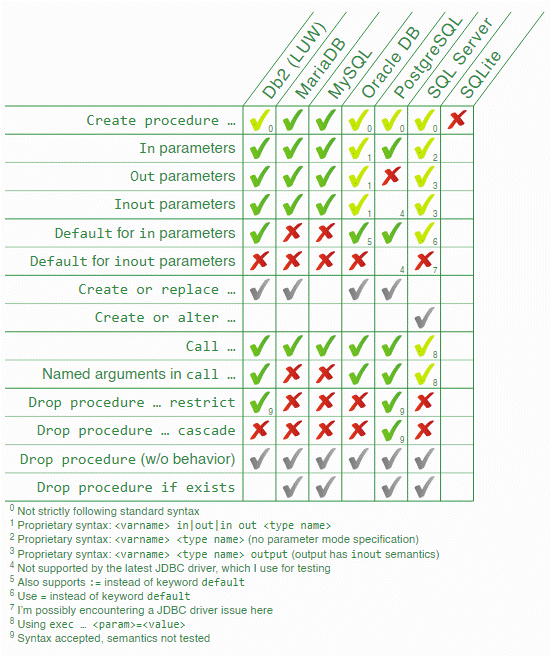 Db2 (LUW)
MariaDB
MySQL
Oracle DB
PostgreSQL
SQL Server
SQLite
Create procedure … 0 0 0 0
In parameters 1 2
Out parameters 1 3
Inout parameters 1 4 3
Default for in parameters 5 6
Default for inout parameters 4 7
Create or replace …
Create or alter …
Call … 8
Named arguments in call … 8
Drop procedure … restrict 9 9
Drop procedure … cascade 9
Drop procedure (w/o behavior)
Drop procedure if exists
0 Not strictly following standard syntax
1 Proprietary syntax: <varname> in|out|in out <type name>
2 Proprietary syntax: <varname> <type name> (no parameter mode specification)
3 Proprietary syntax: <varname> <type name> output (output has inout semantics)
4 Not supported by the latest JDBC driver, which I use for testing
5 Also supports := instead of keyword default
6 Use = instead of keyword default
7 I'm possibly encountering a JDBC driver issue here
8 Using exec … <param>=<value>
9 Syntax accepted, semantics not tested